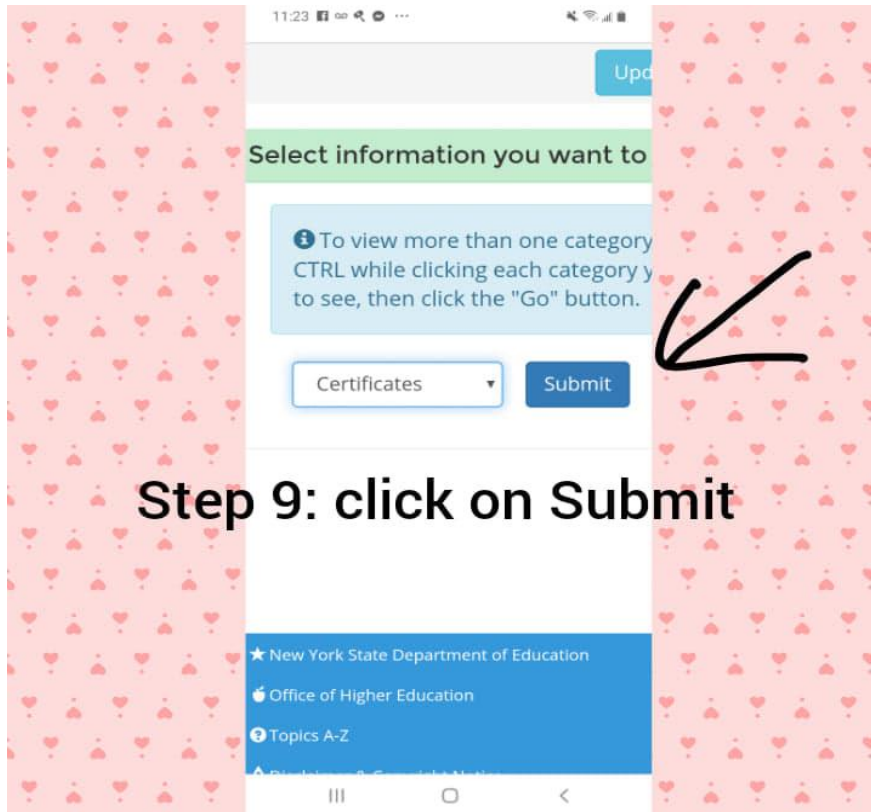 11:23
Upd
Select information you want to
To view more than one category
CTRL while clicking each category y
to see, then click the "Go" button.
Certificates
Submit
Step 9: click on Submit
New York State Department of Education
Office of Higher Education
Topics A-Z